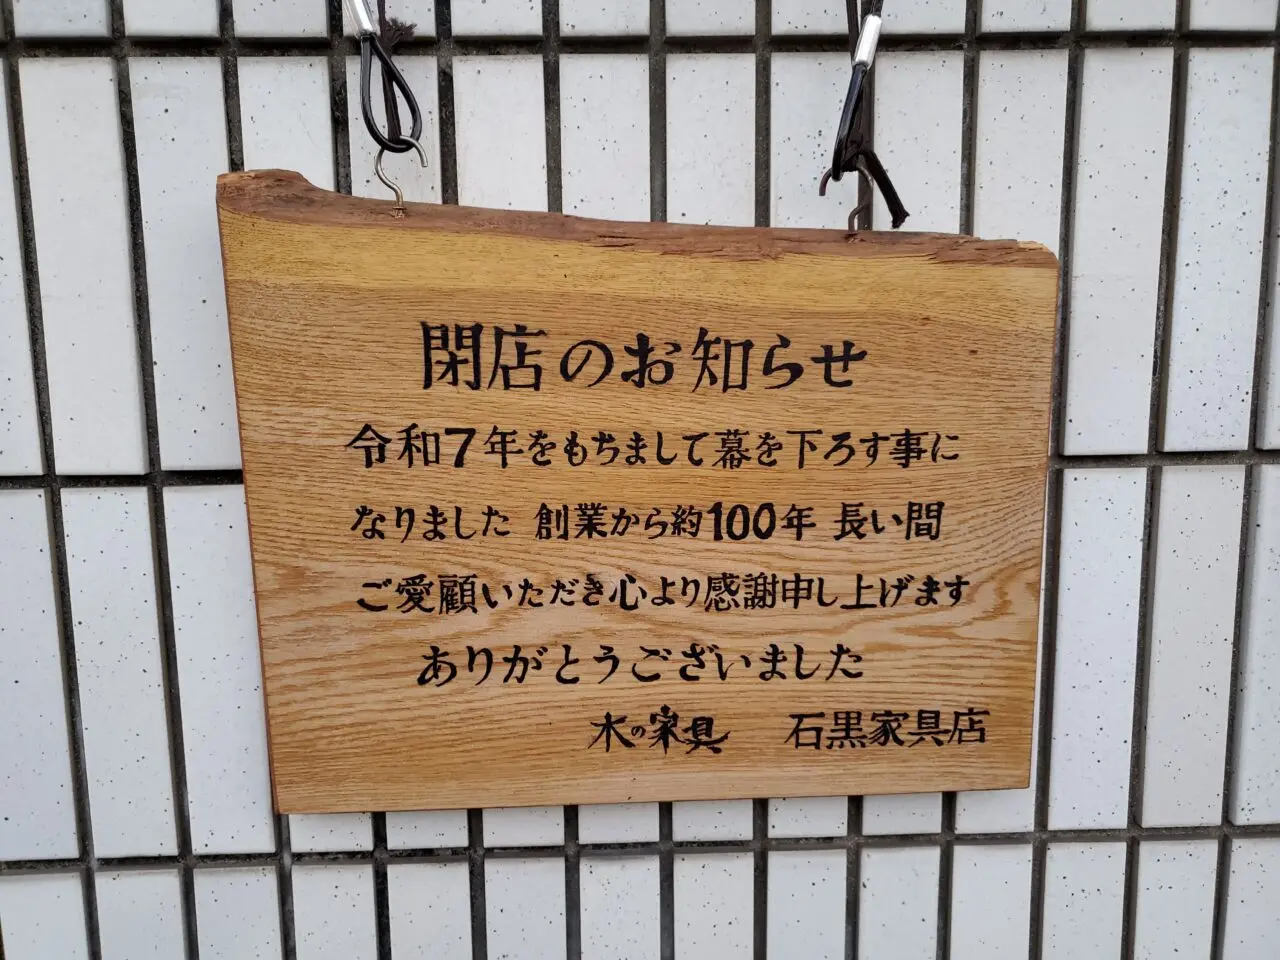 閉店のお知らせ
令和7年をもちまして幕を下ろす事に
なりました 創業から約100年 長い間
ご愛顧いただき心より感謝申し上げます
ありがとうございました
木の家具 石黒家具店